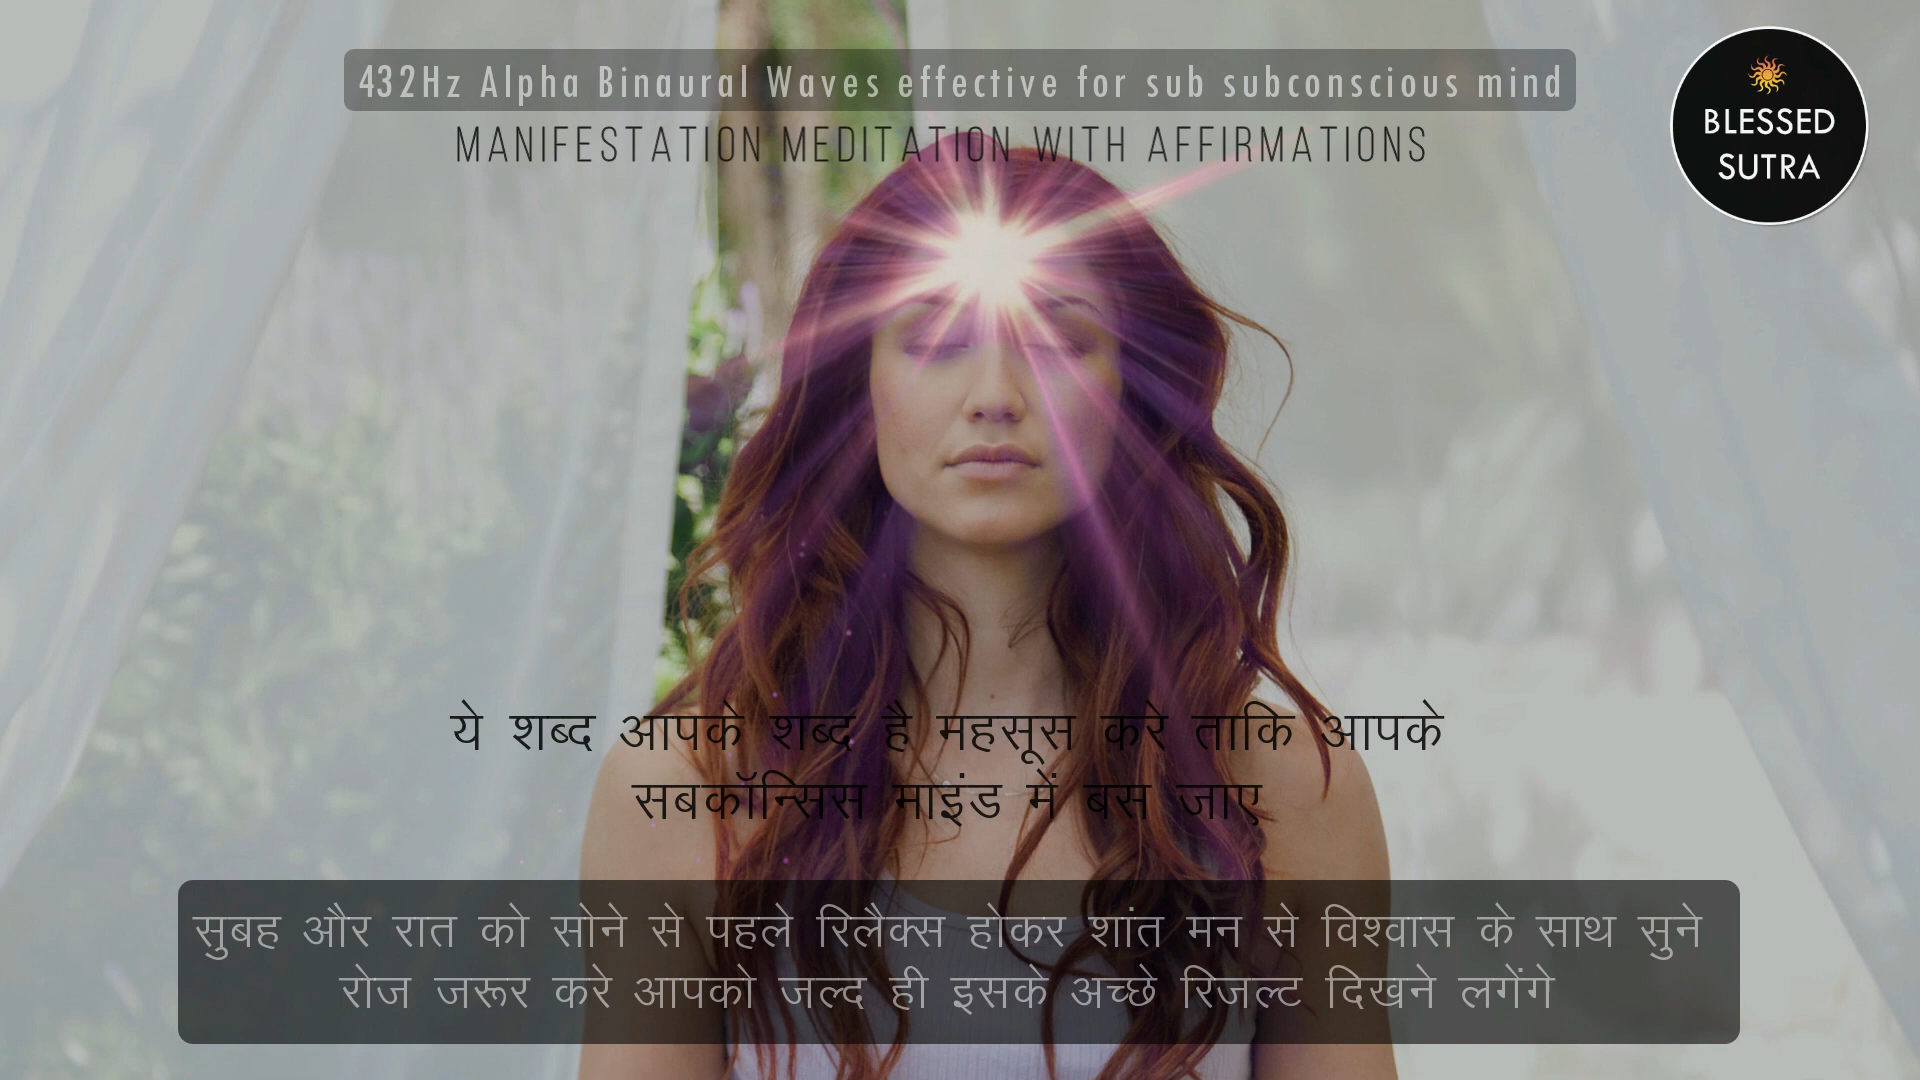 432Hz Alpha Binaural Waves effective for sub subconscious mind
MANIFESTATION MEDITATION WITH AFFIRMATIONS
BLESSED
SUTRA
ये शब्द आपके शब्द है महसूस करे ताकि आपके
सबकॉन्सिस माइंड में बस जाए
सुबह और रात को सोने से पहले रिलैक्स होकर शांत मन से विश्वास के साथ सुने
रोज जरूर करे आपको जल्द ही इसके अच्छे रिजल्ट दिखने लगेंगे